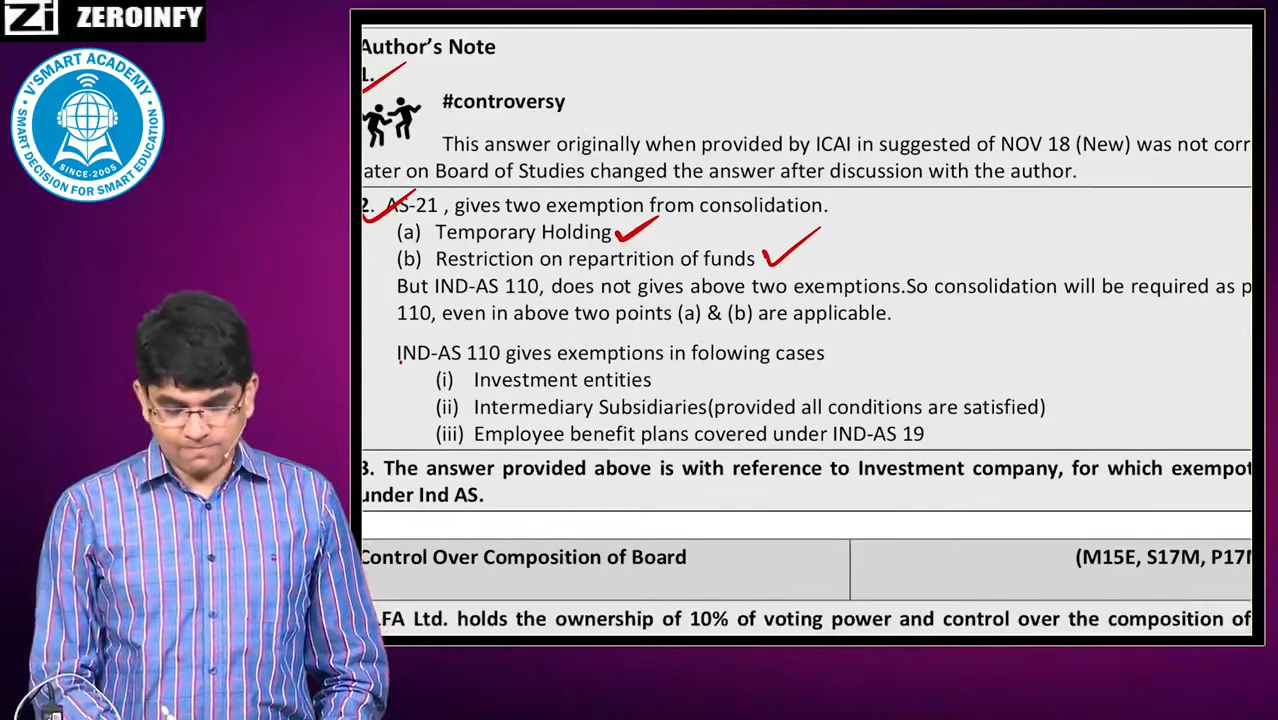 Zi ZEROINFY
V'SMART ACADEMY
SINCE-2005
SMART DECISION FOR SMART EDUCATION
Author's Note
1.
#controversy
This answer originally when provided by ICAI in suggested of NOV 18 (New) was not corr
ater on Board of Studies changed the answer after discussion with the author.
2. AS-21 , gives two exemption from consolidation.
(a) Temporary Holding
(b) Restriction on repartrition of funds
But IND-AS 110, does not gives above two exemptions.So consolidation will be required as p
110, even in above two points (a) & (b) are applicable.
IND-AS 110 gives exemptions in folowing cases
(i) Investment entities
(ii) Intermediary Subsidiaries(provided all conditions are satisfied)
(iii) Employee benefit plans covered under IND-AS 19
3. The answer provided above is with reference to Investment company, for which exempot
under Ind AS.
Control Over Composition of Board (M15E, S17M, P17M
LFA Ltd. holds the ownership of 10% of voting power and control over the composition of